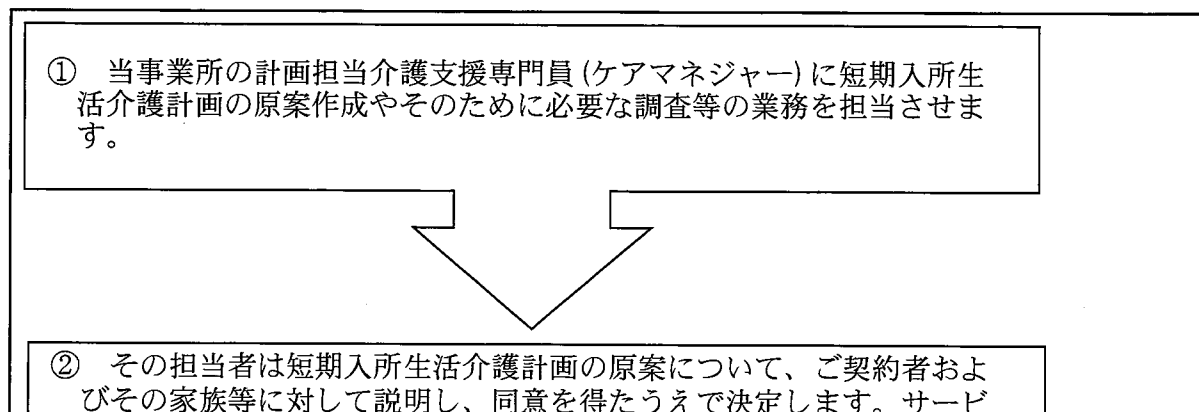 ① 当事業所の計画担当介護支援専門員(ケアマネジャー)に短期入所生
活介護計画の原案作成やそのために必要な調査等の業務を担当させま
す。
② その担当者は短期入所生活介護計画の原案について、ご契約者およ
びその家族等に対して説明し、同意を得たうえで決定します。サービ